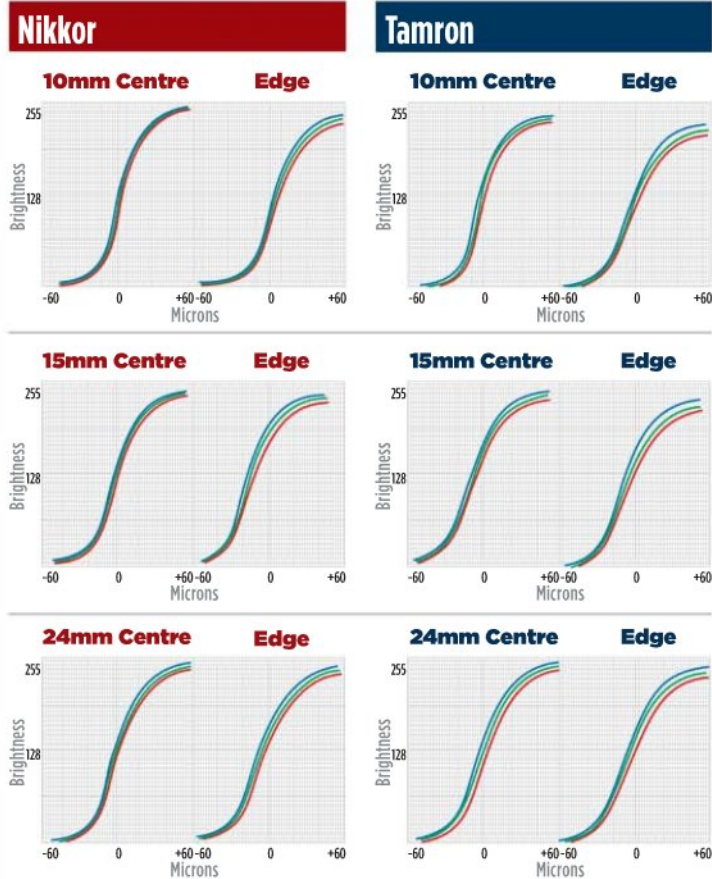 Nikkor
10mm Centre Edge
255
128
Brightness
-60 0 +60 -60 0 +60
Microns
15mm Centre Edge
255
128
Brightness
-60 0 +60 -60 0 +60
Microns
24mm Centre Edge
255
128
Brightness
-60 0 +60 -60 0 +60
Microns
Tamron
10mm Centre Edge
255
128
Brightness
-60 0 +60 -60 0 +60
Microns
15mm Centre Edge
255
128
Brightness
-60 0 +60 -60 0 +60
Microns
24mm Centre Edge
255
128
Brightness
-60 0 +60 -60 0 +60
Microns